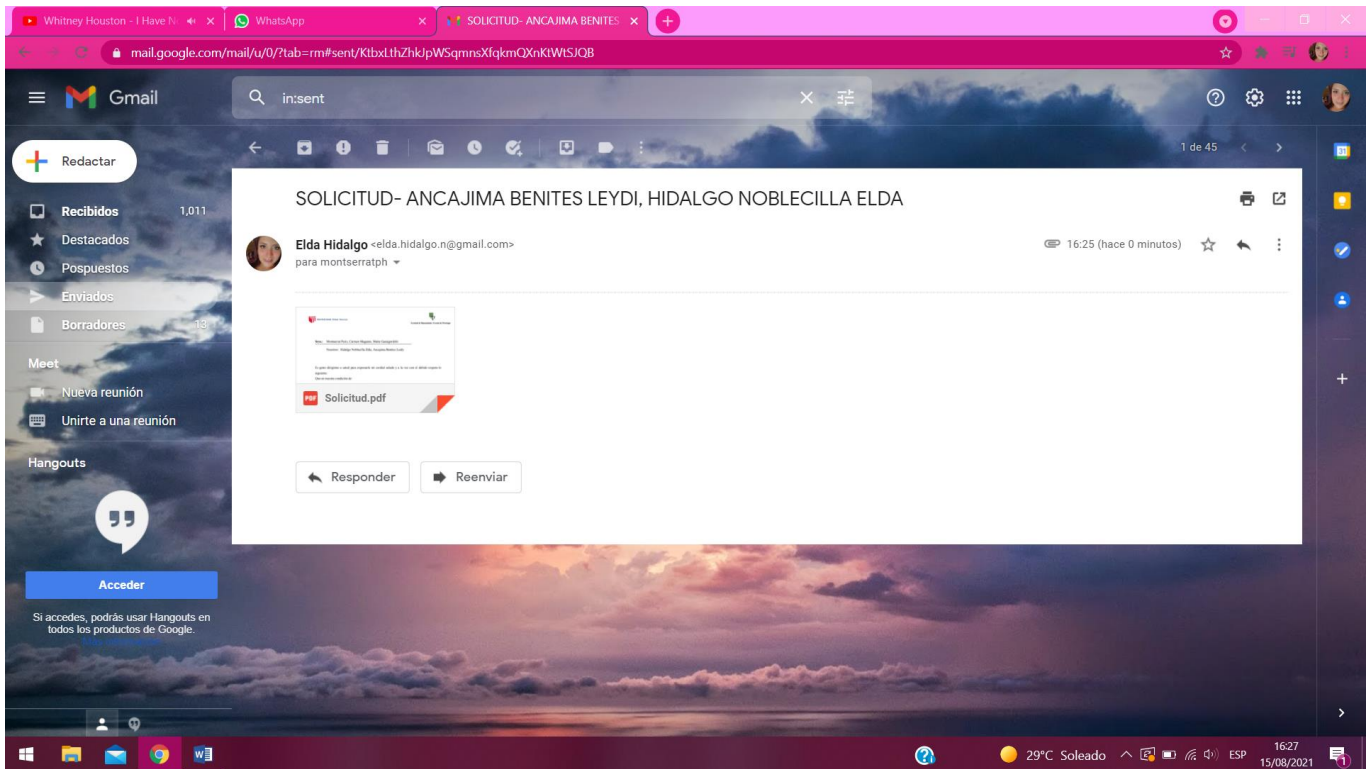 Whitney Houston - I Have N
WhatsApp
SOLICITUD- ANCAJIMA BENITES
mail.google.com/mail/u/0/?tab=rm#sent/KtbxLthZhkJpWSqmnsXfqkmQXnKtWtSJQB
Gmail
in:sent
Redactar
1 de 45
31
Recibidos 1,011
Destacados
Pospuestos
Enviados
Borradores 13
Meet
Nueva reunión
Unirte a una reunión
Hangouts
Acceder
Si accedes, podrás usar Hangouts en
todos los productos de Google.
SOLICITUD- ANCAJIMA BENITES LEYDI, HIDALGO NOBLECILLA ELDA
Elda Hidalgo <elda.hidalgo.n@gmail.com>
16:25 (hace 0 minutos)
para montserratph
PDF Solicitud.pdf
Responder
Reenviar
29°C Soleado
ESP
16:27
15/08/2021